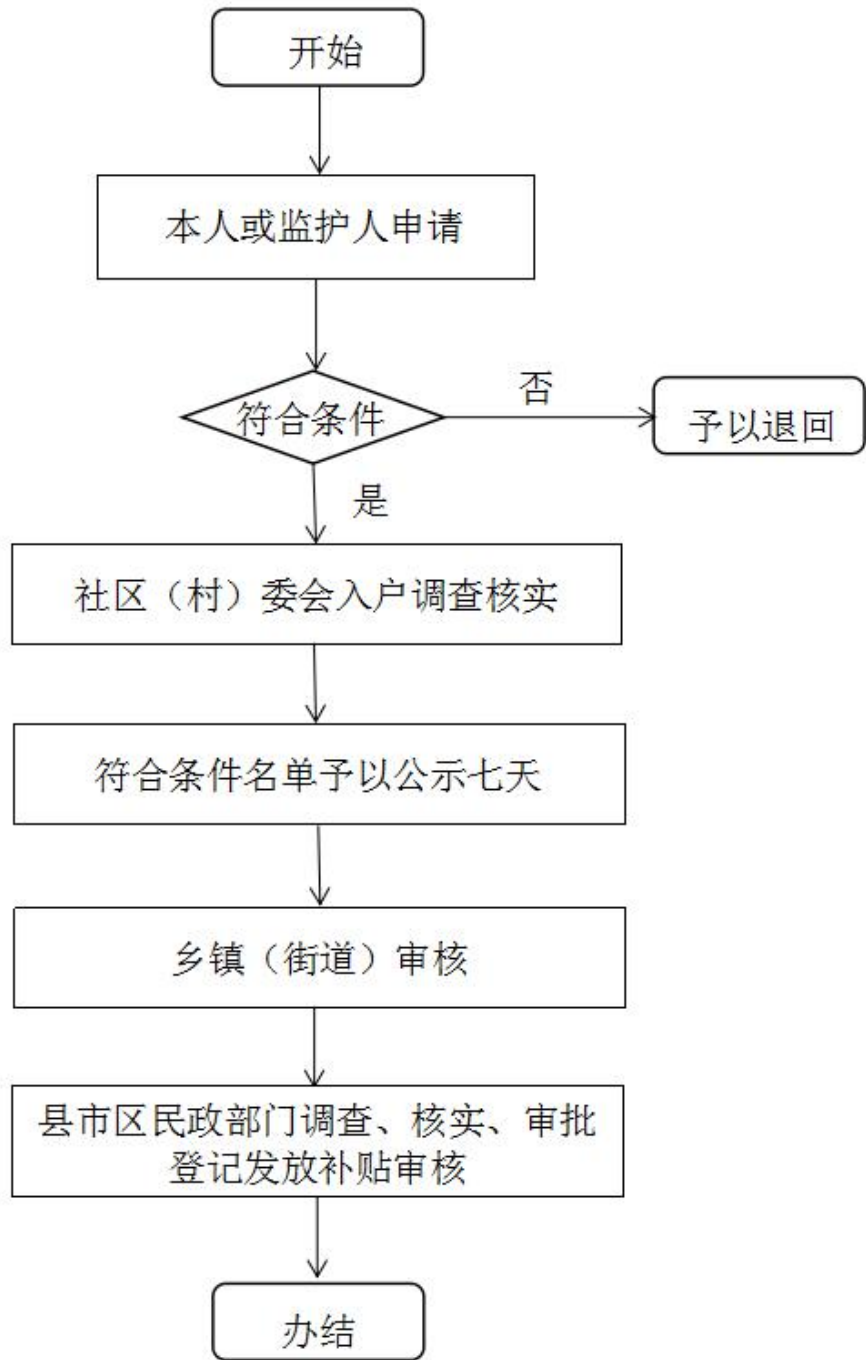 开始
本人或监护人申请
符合条件
否
予以退回
是
社区（村）委会入户调查核实
符合条件名单予以公示七天
乡镇（街道）审核
县市区民政部门调查、核实、审批
登记发放补贴审核
办结